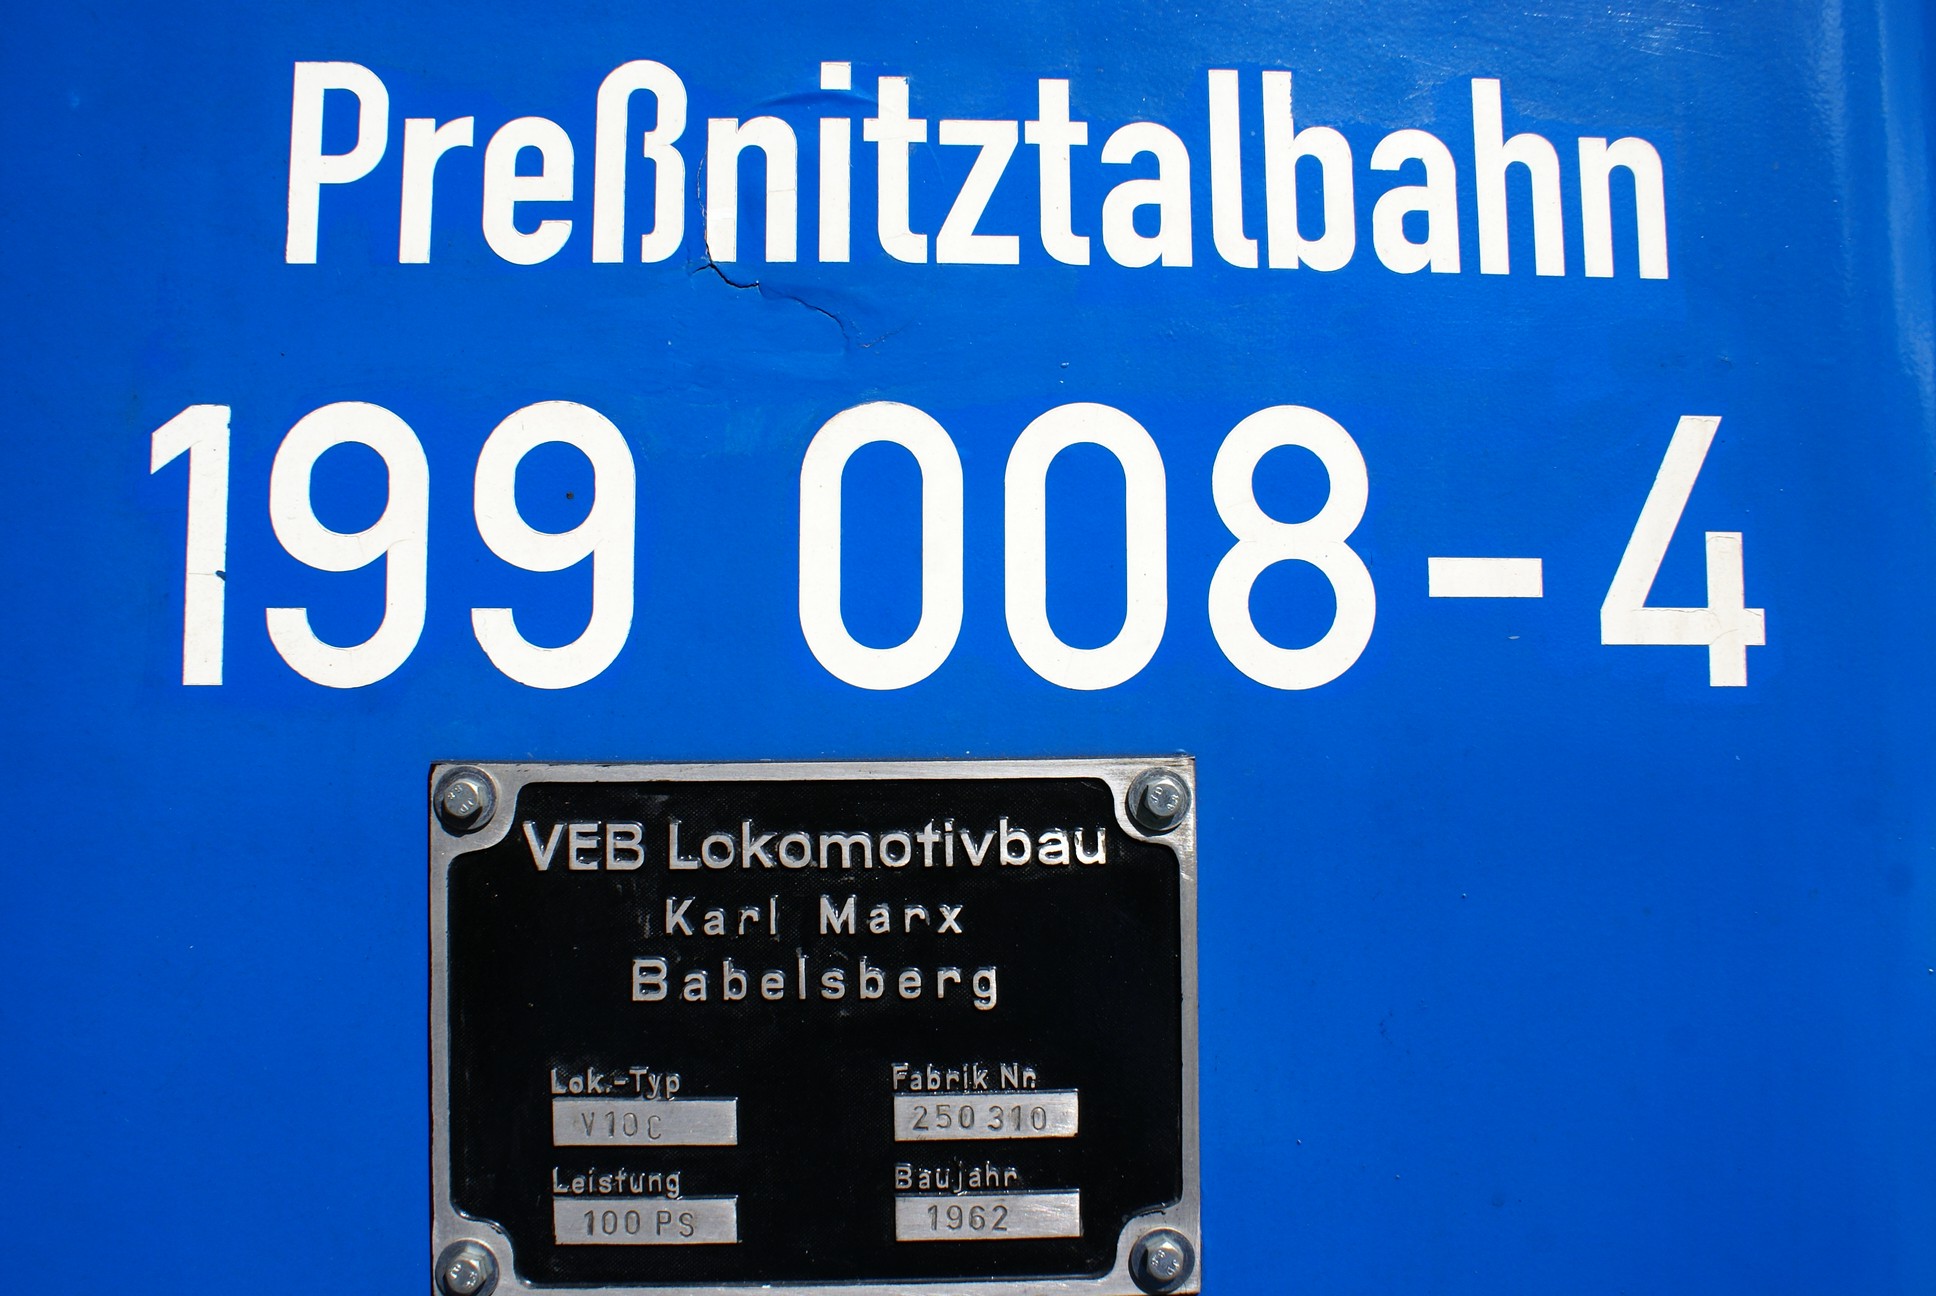 Preßnitztalbahn
199 008-4
VEB Lokomotivbau
Karl Marx
Babelsberg
Lok.-Typ Fabrik Nr.
V10C 250 310
Leistung Baujahr
100 PS 1962